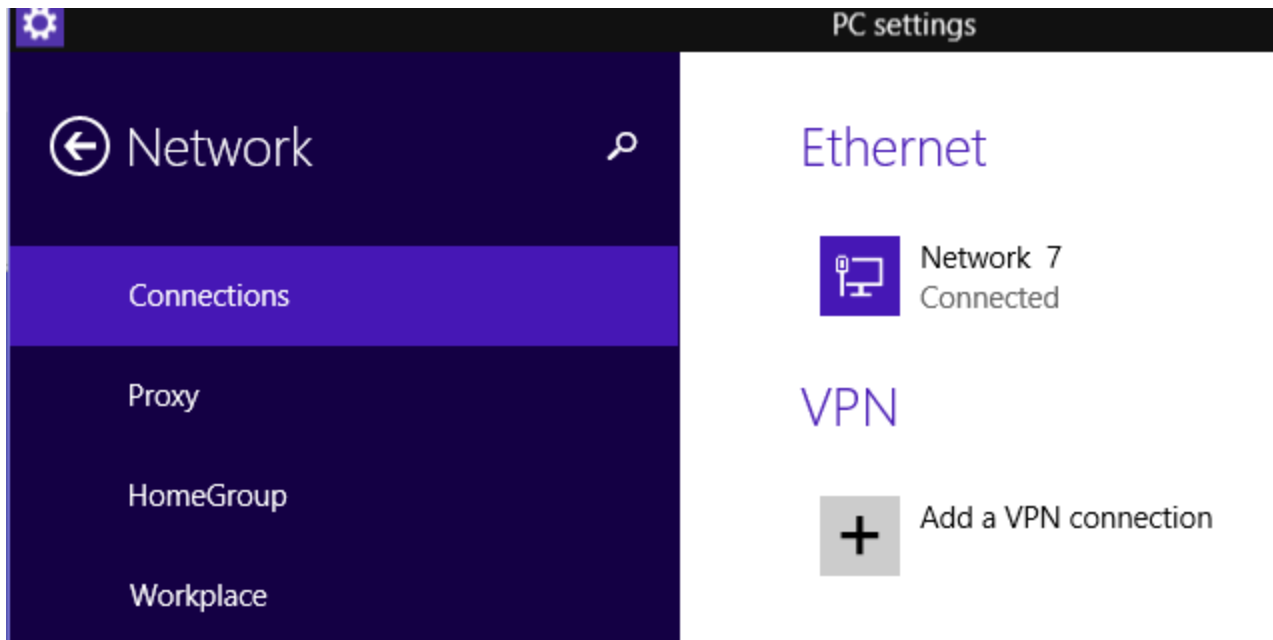 PC settings
Network
Connections
Proxy
HomeGroup
Workplace
Ethernet
Network 7
Connected
VPN
Add a VPN connection